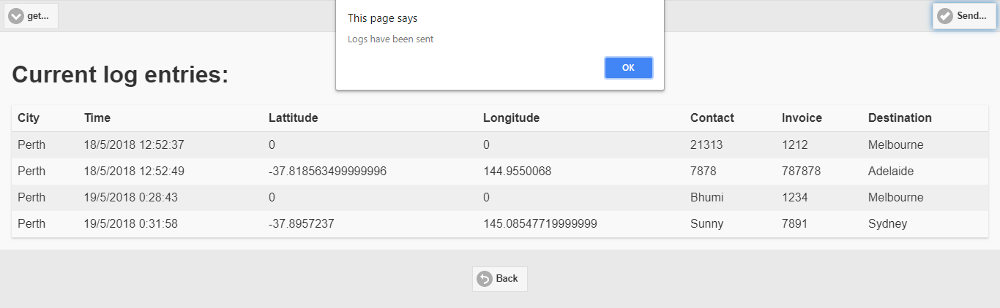 get...
This page says
Send...
Logs have been sent
OK
Current log entries:
City Time Lattitude Longitude Contact Invoice Destination
Perth 18/5/2018 12:52:37 0 0 21313 1212 Melbourne
Perth 18/5/2018 12:52:49 -37.818563499999996 144.9550068 7878 787878 Adelaide
Perth 19/5/2018 0:28:43 0 0 Bhumi 1234 Melbourne
Perth 19/5/2018 0:31:58 -37.8957237 145.08547719999999 Sunny 7891 Sydney
Back